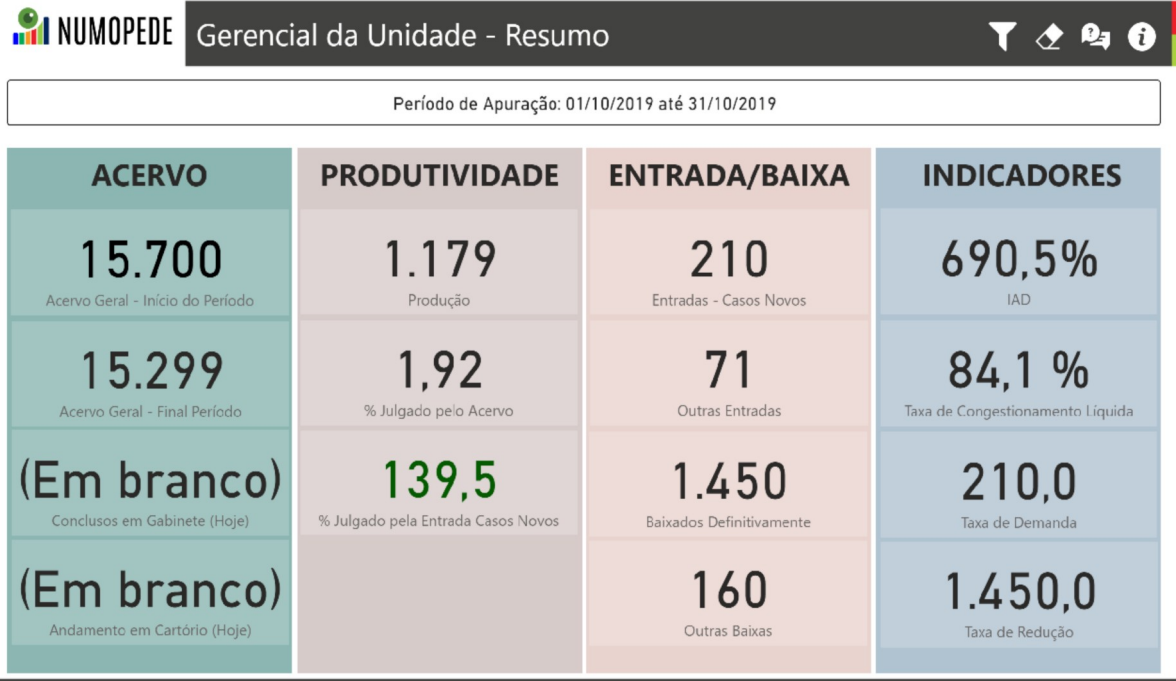 NUMOPEDE
Gerencial da Unidade - Resumo
Período de Apuração: 01/10/2019 até 31/10/2019
ACERVO
15.700
Acervo Geral - Início do Período
15.299
Acervo Geral - Final Período
(Em branco)
Conclusos em Gabinete (Hoje)
(Em branco)
Andamento em Cartório (Hoje)
PRODUTIVIDADE
1.179
Produção
1,92
% Julgado pelo Acervo
139,5
% Julgado pela Entrada Casos Novos
ENTRADA/BAIXA
210
Entradas - Casos Novos
71
Outras Entradas
1.450
Baixados Definitivamente
160
Outras Baixas
INDICADORES
690,5%
IAD
84,1 %
Taxa de Congestionamento Líquida
210,0
Taxa de Demanda
1.450,0
Taxa de Redução